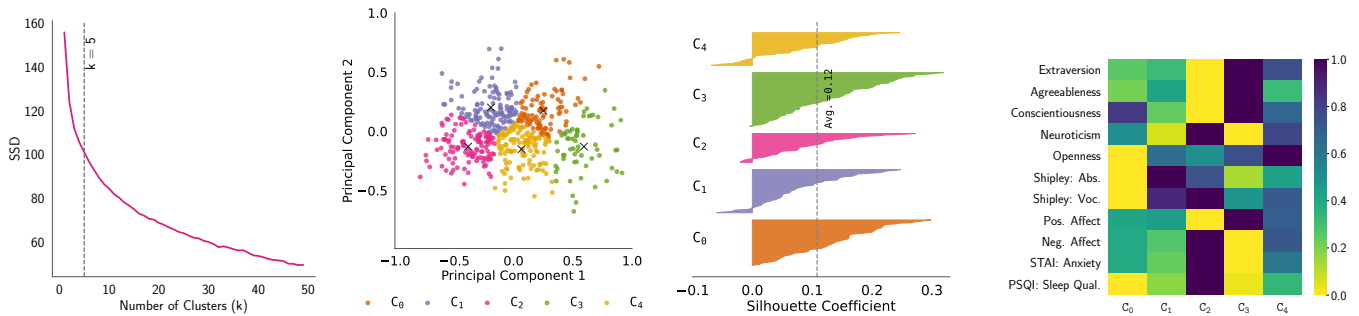 160
140
120
100
80
60
SSD
k = 5
0
10
20
30
40
50
Number of Clusters (k)
1.0
0.5
0.0
−0.5
Principal Component 2
−1.0
−0.5
0.0
0.5
1.0
Principal Component 1
C0
C1
C2
C3
C4
C4
C3
C2
C1
C0
Avg. =0.12
−0.1
0.0
0.1
0.2
0.3
Silhouette Coefficient
Extraversion
Agreeableness
Conscientiousness
Neuroticism
Openness
Shipley: Abs.
Shipley: Voc.
Pos. Affect
Neg. Affect
STAI: Anxiety
PSQI: Sleep Qual.
C0
C1
C2
C3
C4
1.0
0.8
0.6
0.4
0.2
0.0